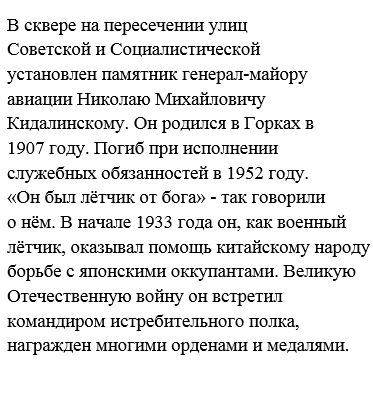 В сквере на пересечении улиц
Советской и Социалистической
установлен памятник генерал-майору
авиации Николаю Михайловичу
Кидалинскому. Он родился в Горках в
1907 году. Погиб при исполнении
служебных обязанностей в 1952 году.
«Он был лётчик от бога» - так говорили
о нём. В начале 1933 года он, как военный
лётчик, оказывал помощь китайскому народу
борьбе с японскими оккупантами. Великую
Отечественную войну он встретил
командиром истребительного полка,
награжден многими орденами и медалями.